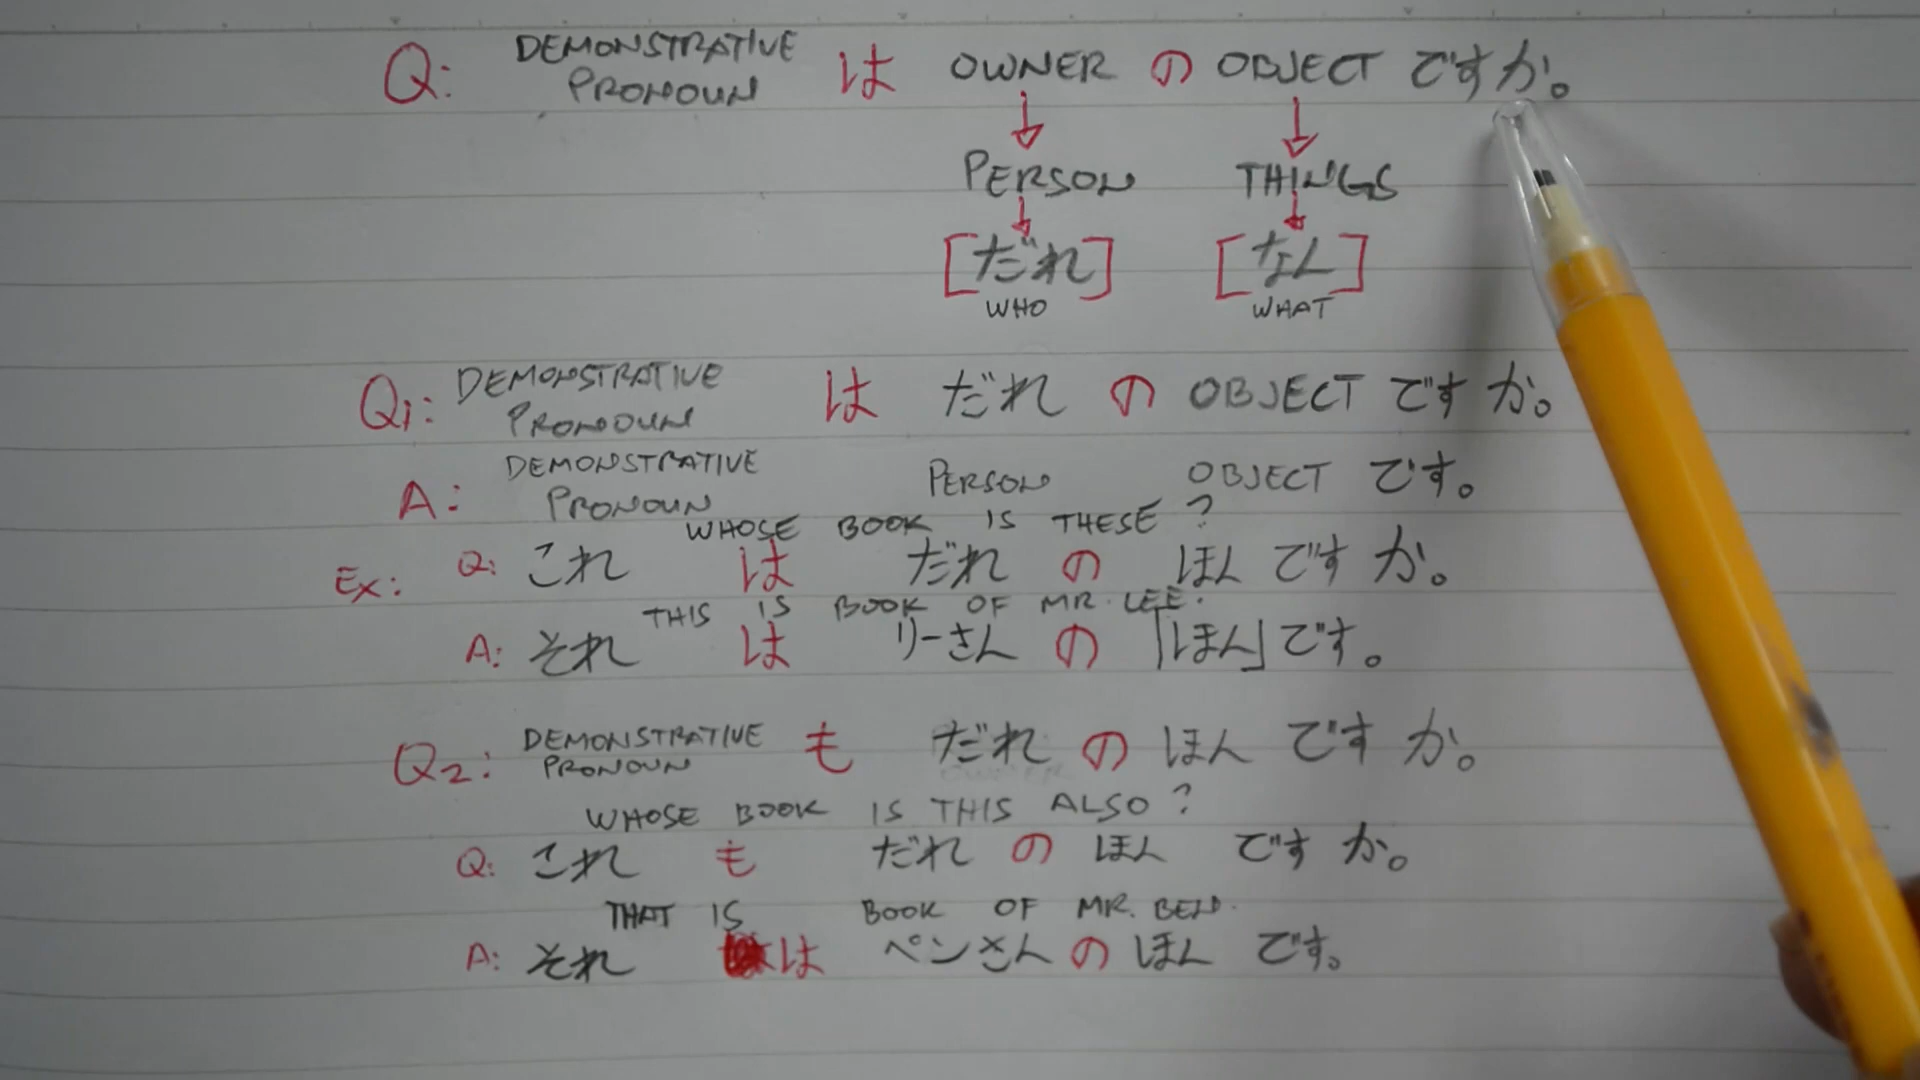 Q: DEMONSTRATIVE PRONOUN は OWNER の OBJECT ですか。
PERSON THINGS
[だれ] [なん]
WHO WHAT
Q1: DEMONSTRATIVE PRONOUN は だれ の OBJECT ですか。
A: DEMONSTRATIVE PRONOUN PERSON OBJECT です。
WHOSE BOOK IS THESE?
Ex: Q: これ は だれ の ほん ですか。
THIS IS BOOK OF MR. LEE.
A: それ は リーさん の 「ほん」です。
Q2: DEMONSTRATIVE PRONOUN も だれ の ほん ですか。
WHOSE BOOK IS THIS ALSO?
Q: これ も だれ の ほん ですか。
THAT IS BOOK OF MR. BEN.
A: それ は ペンさん の ほん です。